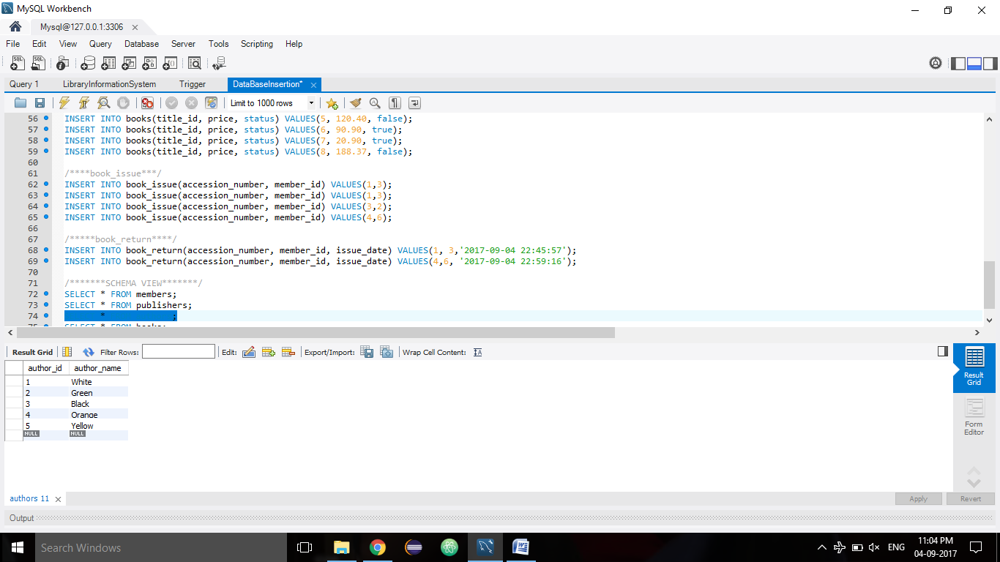 MySQL Workbench
Mysql@127.0.0.1:3306
File Edit View Query Database Server Tools Scripting Help
Query 1 LibraryInformationSystem Trigger DataBaseInsertion*
Limit to 1000 rows
56 INSERT INTO books(title_id, price, status) VALUES(5, 120.40, false);
57 INSERT INTO books(title_id, price, status) VALUES(6, 90.90, true);
58 INSERT INTO books(title_id, price, status) VALUES(7, 20.90, true);
59 INSERT INTO books(title_id, price, status) VALUES(8, 188.37, false);
60
61 /****book_issue***/
62 INSERT INTO book_issue(accession_number, member_id) VALUES(1,3);
63 INSERT INTO book_issue(accession_number, member_id) VALUES(1,3);
64 INSERT INTO book_issue(accession_number, member_id) VALUES(3,2);
65 INSERT INTO book_issue(accession_number, member_id) VALUES(4,6);
66
67 /*****book_return****/
68 INSERT INTO book_return(accession_number, member_id, issue_date) VALUES(1, 3,'2017-09-04 22:45:57');
69 INSERT INTO book_return(accession_number, member_id, issue_date) VALUES(4,6, '2017-09-04 22:59:16');
70
71 /*******SCHEMA VIEW*******/
72 SELECT * FROM members;
73 SELECT * FROM publishers;
74 * ;
75 SELECT * FROM books;
Result Grid Filter Rows: Edit: Export/Import: Wrap Cell Content:
author_id author_name
1 White
2 Green
3 Black
4 Orange
5 Yellow
NULL NULL
Result Grid
Form Editor
authors 11 Apply Revert
Output
Search Windows
ENG
11:04 PM
04-09-2017